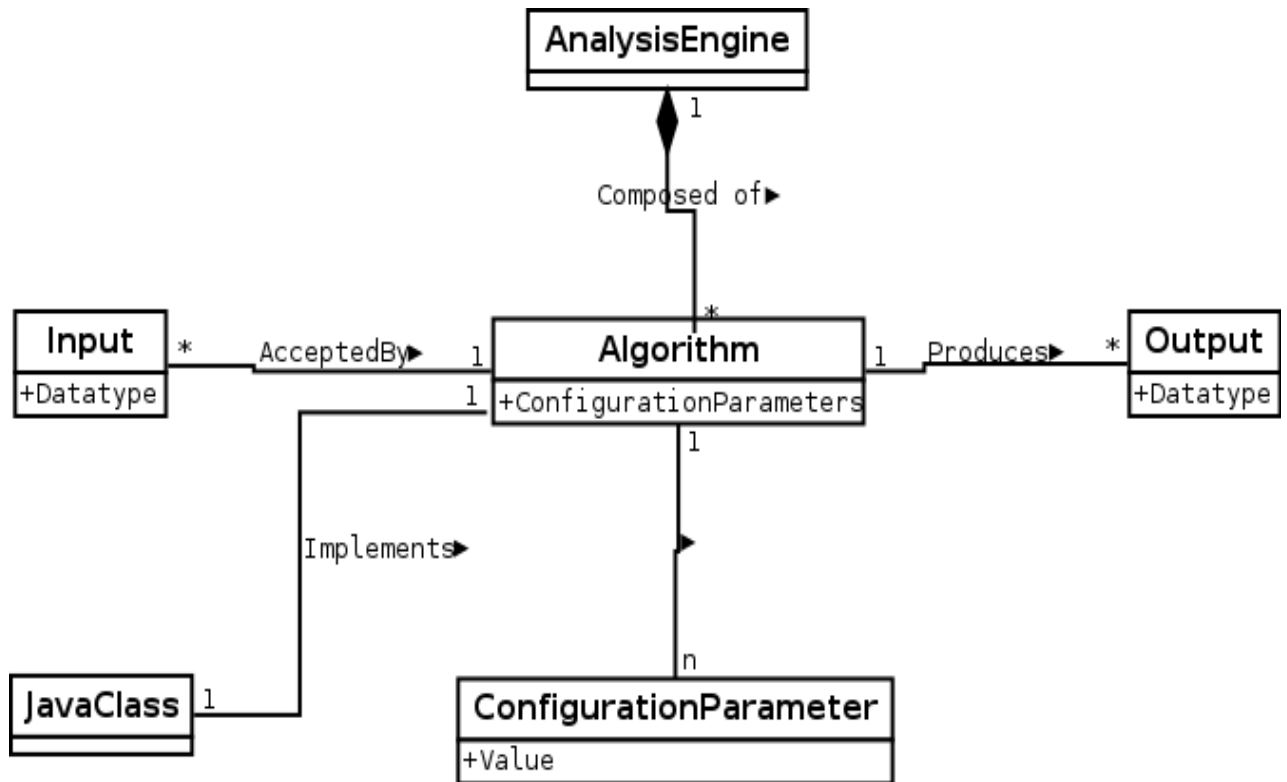 AnalysisEngine
1
Composed of
*
Input
+Datatype
*
AcceptedBy
1
Algorithm
+ConfigurationParameters
1
Produces
*
Output
+Datatype
1
1
Implements
n
JavaClass
1
ConfigurationParameter
+Value